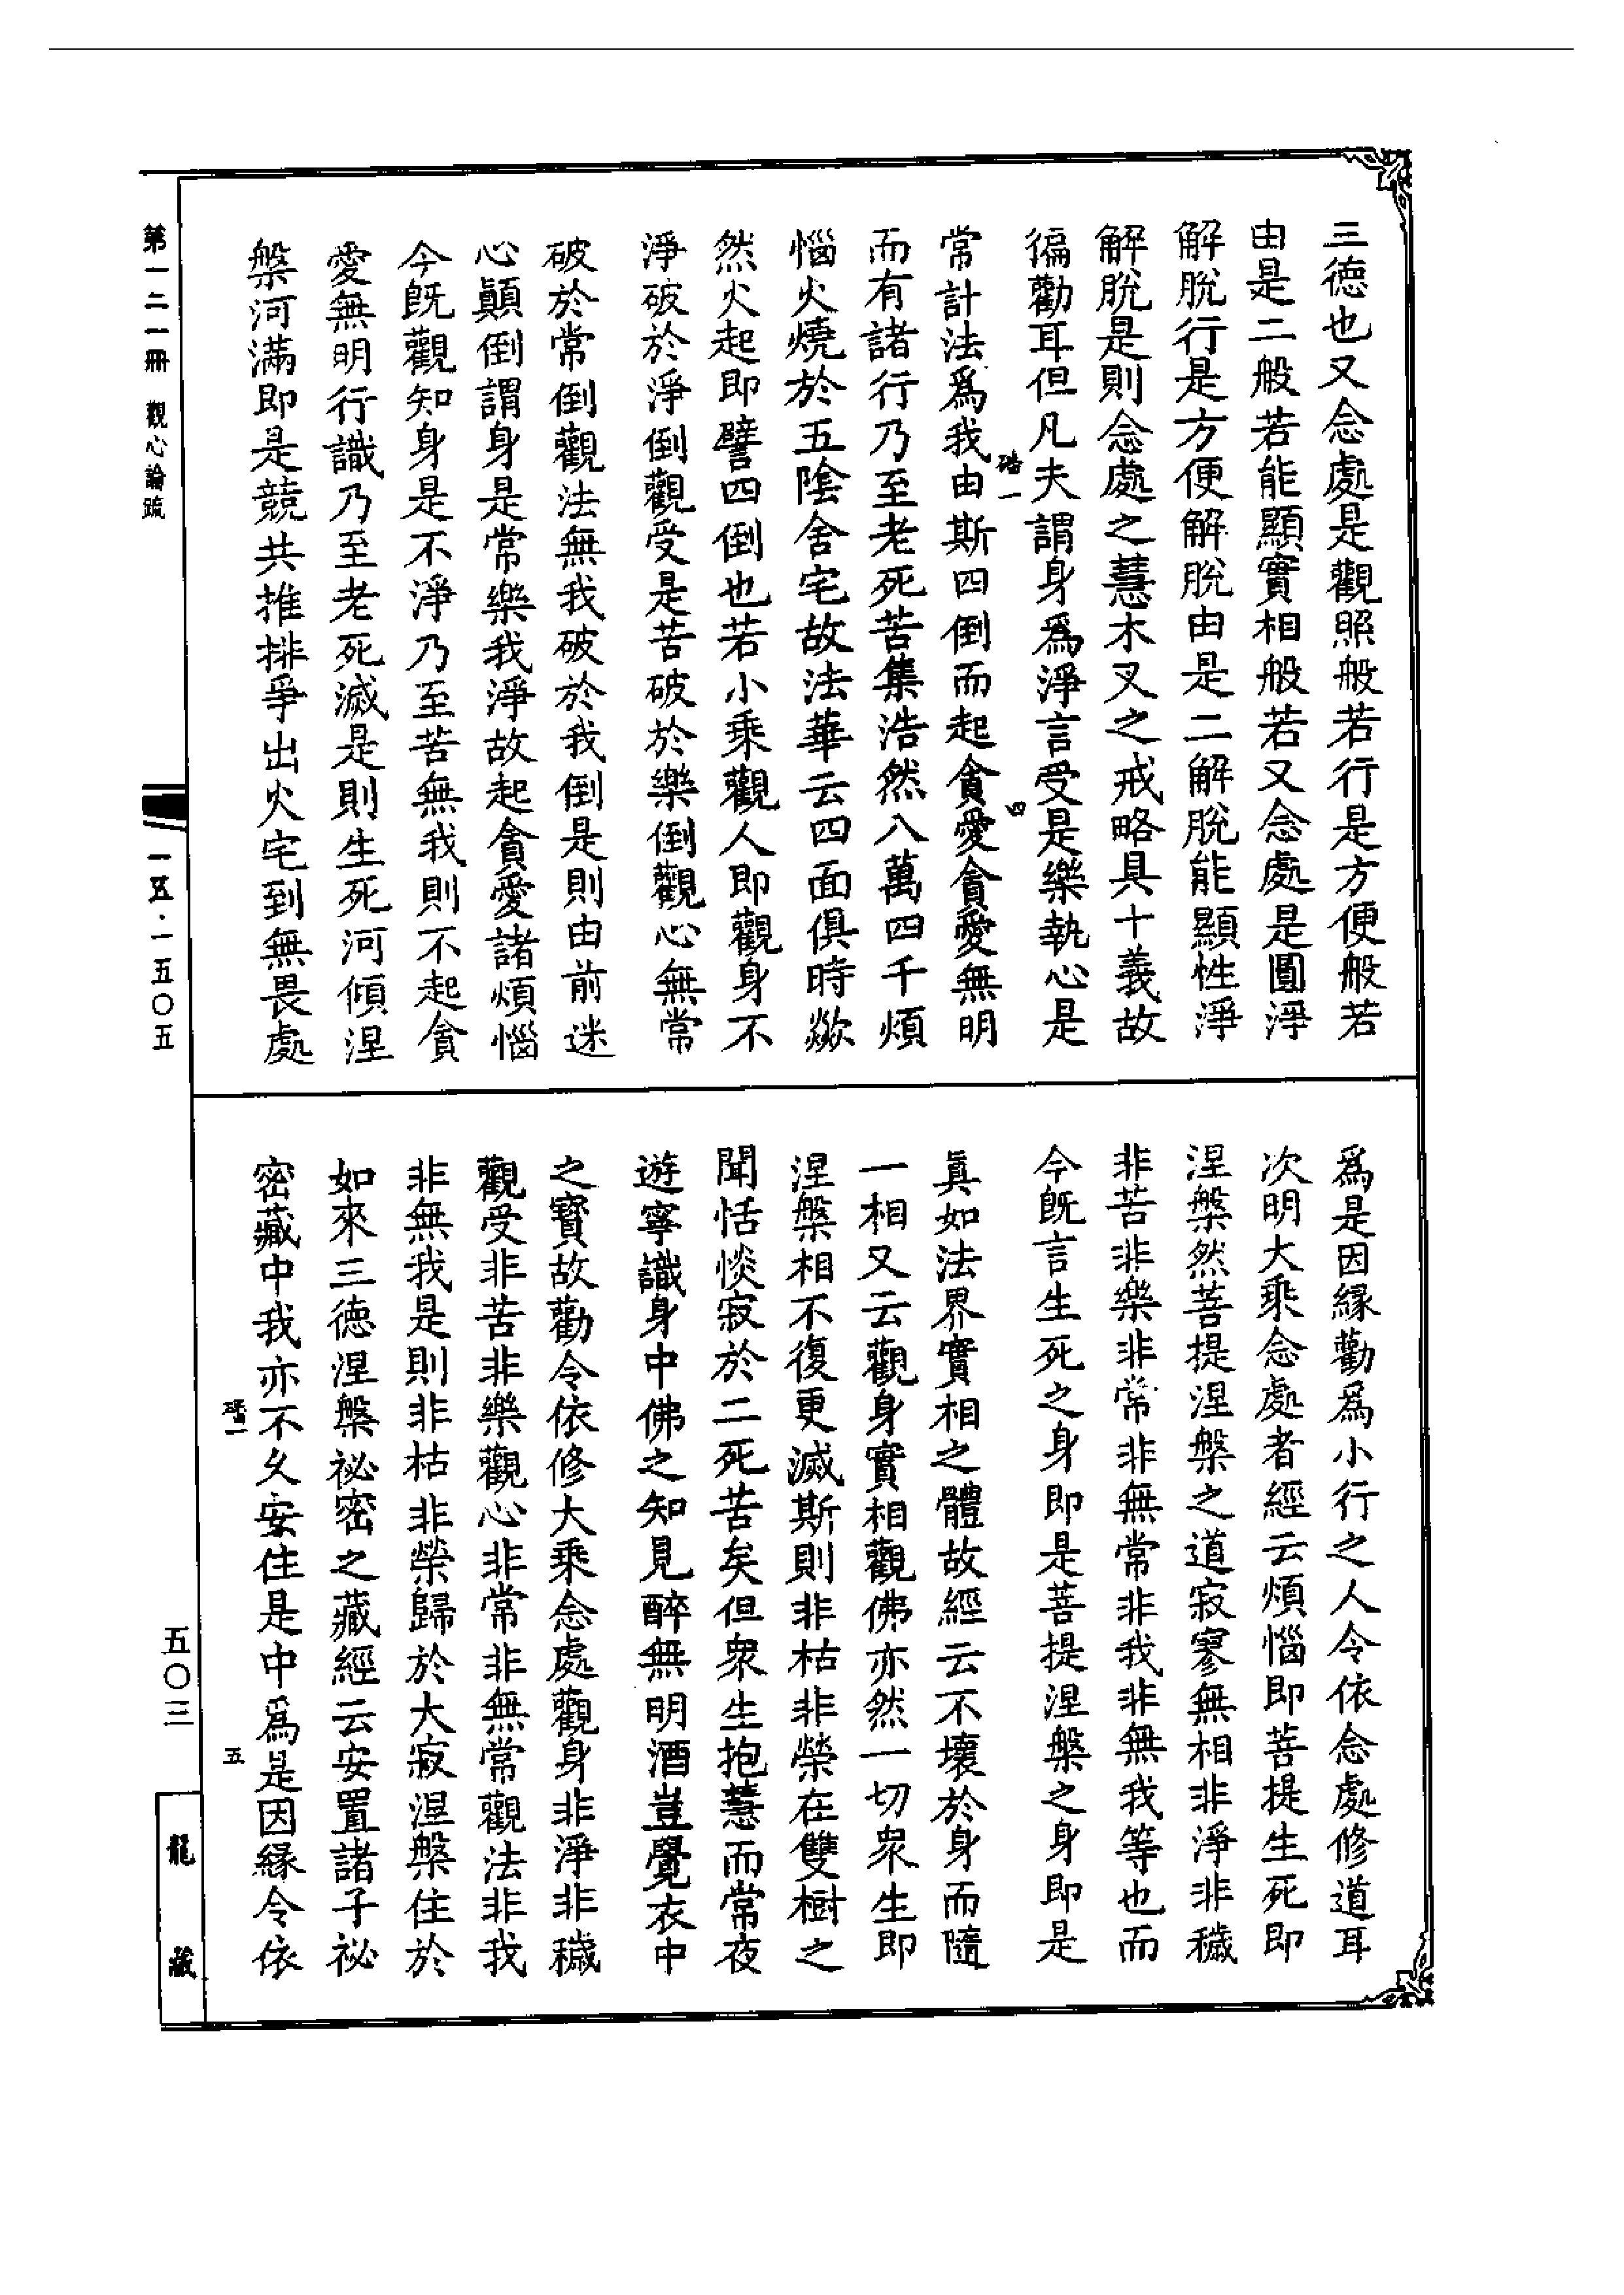 三德也又念處是觀照般若行是方便般若
由是二般若能顯實相般若又念處是圓淨
解脫行是方便解脫由是二解脫能顯性淨
解脫是則念處之慧木叉之戒略具十義故
徧勸耳但凡夫謂身爲淨言受是樂執心是
常計法爲我由斯四倒而起貪愛貪愛無明
而有諸行乃至老死苦集浩然八萬四千煩
惱火燒於五陰舍宅故法華云四面俱時歘
然火起即譬四倒也若小乘觀人即觀身不
淨破於淨倒觀受是苦破於樂倒觀心無常
破於常倒觀法無我破於我倒是則由前迷
心顚倒謂身是常樂我淨故起貪愛諸煩惱
今旣觀知身是不淨乃至苦無我則不起貪
愛無明行識乃至老死滅是則生死河傾涅
槃河滿即是競共推排爭出火宅到無畏處
爲是因緣勸爲小行之人令依念處修道耳
次明大乘念處者經云煩惱即菩提生死即
涅槃然菩提涅槃之道寂寥無相非淨非穢
非苦非樂非常非無常非我非無我等也而
今旣言生死之身即是菩提涅槃之身即是
眞如法界實相之體故經云不壞於身而隨
一相又云觀身實相觀佛亦然一切衆生即
涅槃相不復更滅斯則非枯非榮在雙樹之
間恬惔寂於二死苦矣但衆生抱慧而常夜
遊寧識身中佛之知見醉無明酒豈覺衣中
之寶故勸令依修大乘念處觀身非淨非穢
觀受非苦非樂觀心非常非無常觀法非我
非無我是則非枯非榮歸於大寂涅槃住於
如來三德涅槃祕密之藏經云安置諸子祕
密藏中我亦不久安住是中爲是因緣令依
第一二一冊 觀心論疏
一五·一五〇五
五〇三
龍藏
碏一
四
五